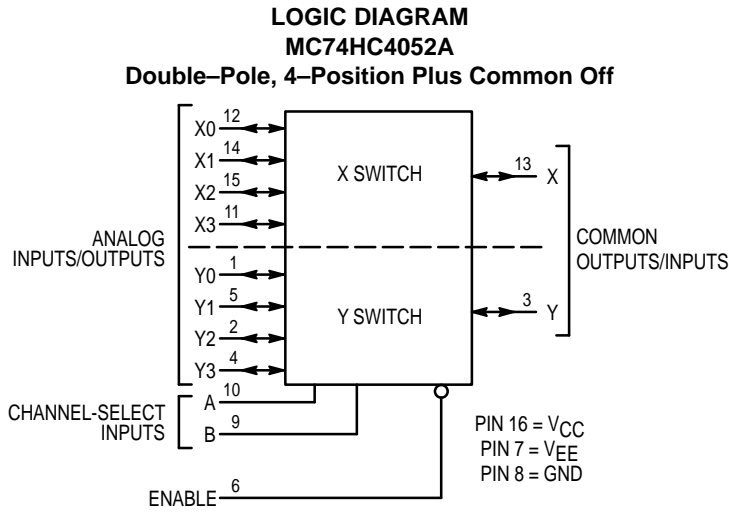 LOGIC DIAGRAM
MC74HC4052A
Double–Pole, 4–Position Plus Common Off
X0 12
X1 14
X2 15
X3 11
X SWITCH
13 X
ANALOG
INPUTS/OUTPUTS
COMMON
OUTPUTS/INPUTS
Y0 1
Y1 5
Y2 2
Y3 4
Y SWITCH
3 Y
CHANNEL-SELECT
INPUTS
A 10
B 9
ENABLE 6
PIN 16 = VCC
PIN 7 = VEE
PIN 8 = GND